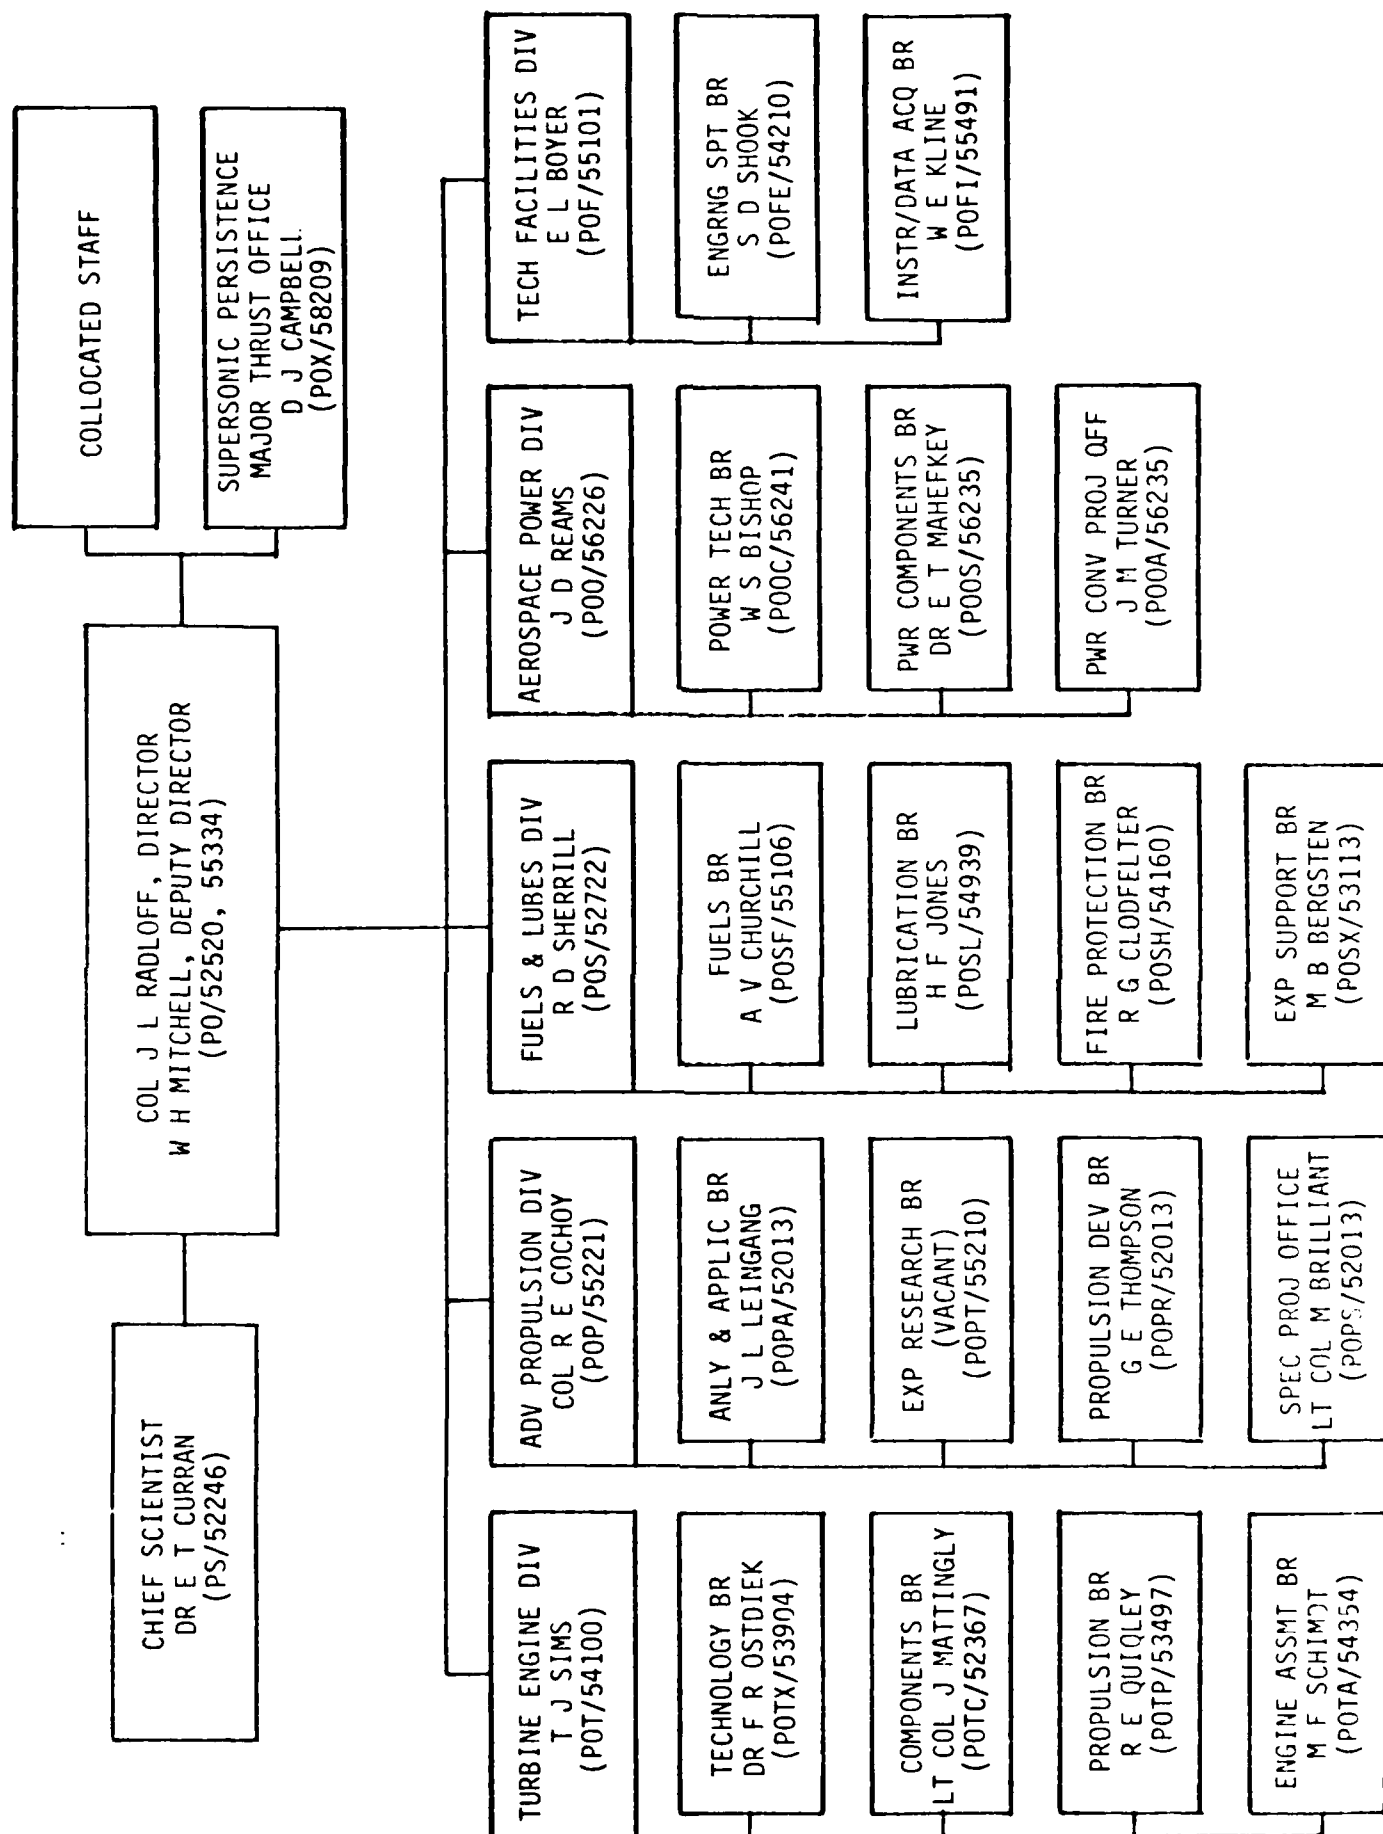 COL J L RADLOFF, DIRECTOR
W H MITCHELL, DEPUTY DIRECTOR
(PO/52520, 55334)
CHIEF SCIENTIST
DR E T CURRAN
(PS/52246)
COLLOCATED STAFF
SUPERSONIC PERSISTENCE
MAJOR THRUST OFFICE
D J CAMPBELL
(POX/58209)
TURBINE ENGINE DIV
T J SIMS
(POT/54100)
TECHNOLOGY BR
DR F R OSTDIEK
(POTX/53904)
COMPONENTS BR
LT COL J MATTINGLY
(POTC/52367)
PROPULSION BR
R E QUIQLEY
(POTP/53497)
ENGINE ASSMT BR
M F SCHIMDT
(POTA/54354)
ADV PROPULSION DIV
COL R E COCHOY
(POP/55221)
ANLY & APPLIC BR
J L LEINGANG
(POPA/52013)
EXP RESEARCH BR
(VACANT)
(POPT/55210)
PROPULSION DEV BR
G E THOMPSON
(POPR/52013)
SPEC PROJ OFFICE
LT COL M BRILLIANT
(POPS/52013)
FUELS & LUBES DIV
R D SHERRILL
(POS/52722)
FUELS BR
A V CHURCHILL
(POSF/55106)
LUBRICATION BR
H F JONES
(POSL/54939)
FIRE PROTECTION BR
R G CLODFELTER
(POSH/54160)
EXP SUPPORT BR
M B BERGSTEN
(POSX/53113)
AEROSPACE POWER DIV
J D REAMS
(POO/56226)
POWER TECH BR
W S BISHOP
(POOC/56241)
PWR COMPONENTS BR
DR E T MAHEFKEY
(POOS/56235)
PWR CONV PROJ OFF
J M TURNER
(POOA/56235)
TECH FACILITIES DIV
E L BOYER
(POF/55101)
ENGRNG SPT BR
S D SHOOK
(POFE/54210)
INSTR/DATA ACQ BR
W E KLINE
(POFI/55491)